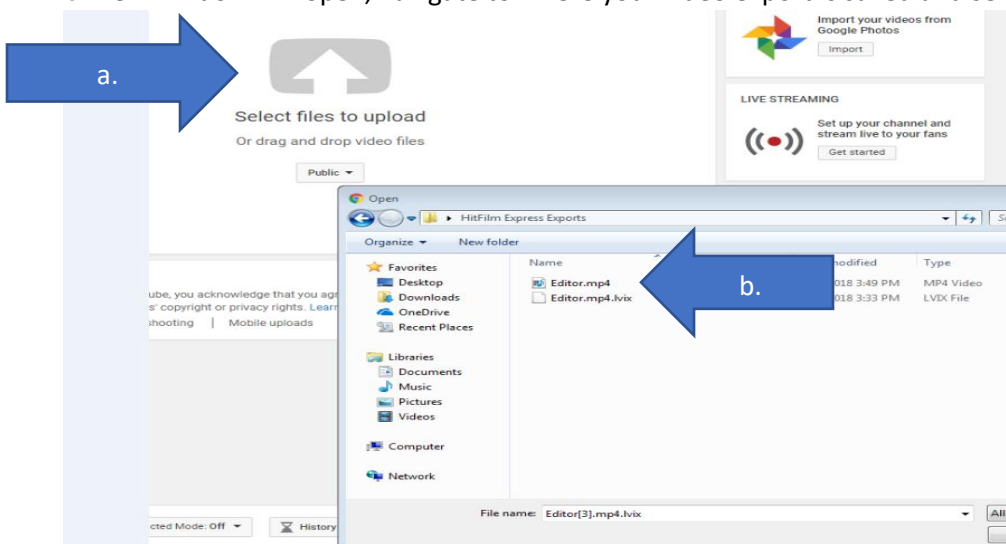 Import your videos from
Google Photos
Import
a.
LIVE STREAMING
Select files to upload
Set up your channel and
stream live to your fans
Or drag and drop video files
Get started
Public
Open
HitFilm Express Exports
Organize
New folder
Name
modified
Type
Favorites
Desktop
Editor.mp4
018 3:49 PM
MP4 Video
b.
Downloads
Editor.mp4.lvix
018 3:33 PM
LVIX File
OneDrive
Recent Places
ube, you acknowledge that you agr
s' copyright or privacy rights. Learn
hooting | Mobile uploads
Libraries
Documents
Music
Pictures
Videos
Computer
Network
File name: Editor[3].mp4.lvix
All
cted Mode: Off
History